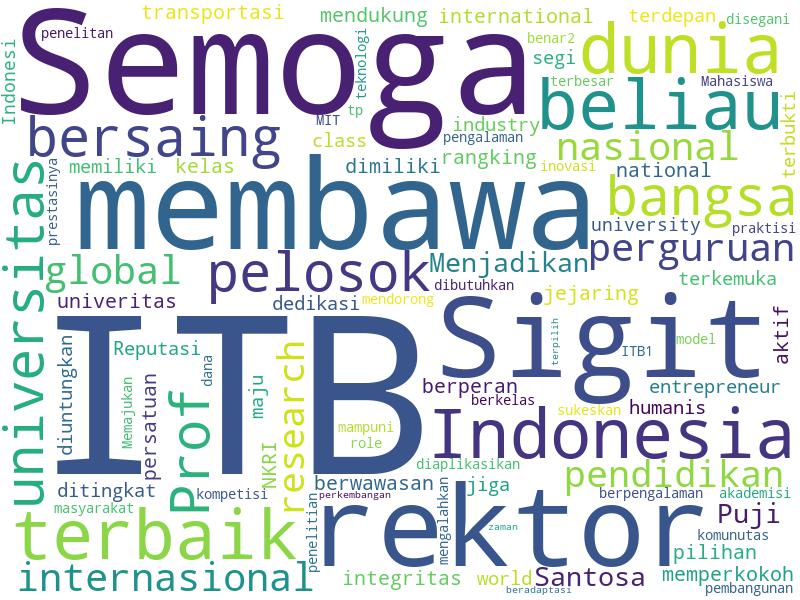 transportasi mendukung international terdepan disegani
Semoga
penelitan
teknologi
Indonesi
benar2
segi
dunia
tp
MIT
class
industry
terbesar
beliau
Mahasiswa
terbukti
bersaing
pengalaman
rangking
nasional
prestasinya
memiliki kelas
dimiliki
inovasi
national
membawa
bangsa
universitas
university praktisi
perguruan
global
pelosok
Menjadikan
dibutuhkan
terkemuka
univeritas
dedikasi
mendorong
jejaring
ITB
Sigit
terpilih
ITB1
model
aktif
diuntungkan
Reputasi
Memajukan
persatuan
Prof
dana
maju
NKRI
research
mampuni
role
berperan
berkelas
entrepreneur
sukeskan
humanis
Indonesia
diaplikasikan
pendidikan
ditingkat
kompetisi
berwawasan
perkembangan
jiga
berpengalaman akademisi
masyarakat
terbaik
penelitian
rektor
mengalahkan
zaman
Puji
komunutas
pilihan
internasional
integritas
world
Santosa
memperkokoh
beradaptasi
pembangunan